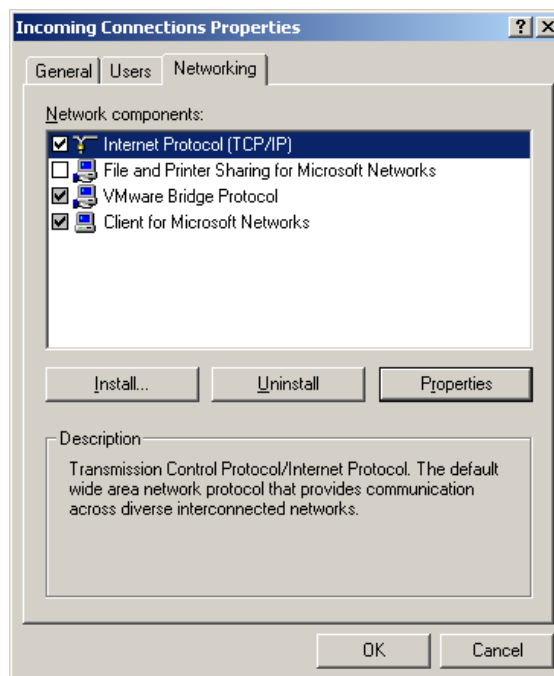 Incoming Connections Properties
General Users Networking
Network components:
Internet Protocol (TCP/IP)
File and Printer Sharing for Microsoft Networks
VMware Bridge Protocol
Client for Microsoft Networks
Install... Uninstall Properties
Description
Transmission Control Protocol/Internet Protocol. The default
wide area network protocol that provides communication
across diverse interconnected networks.
OK Cancel